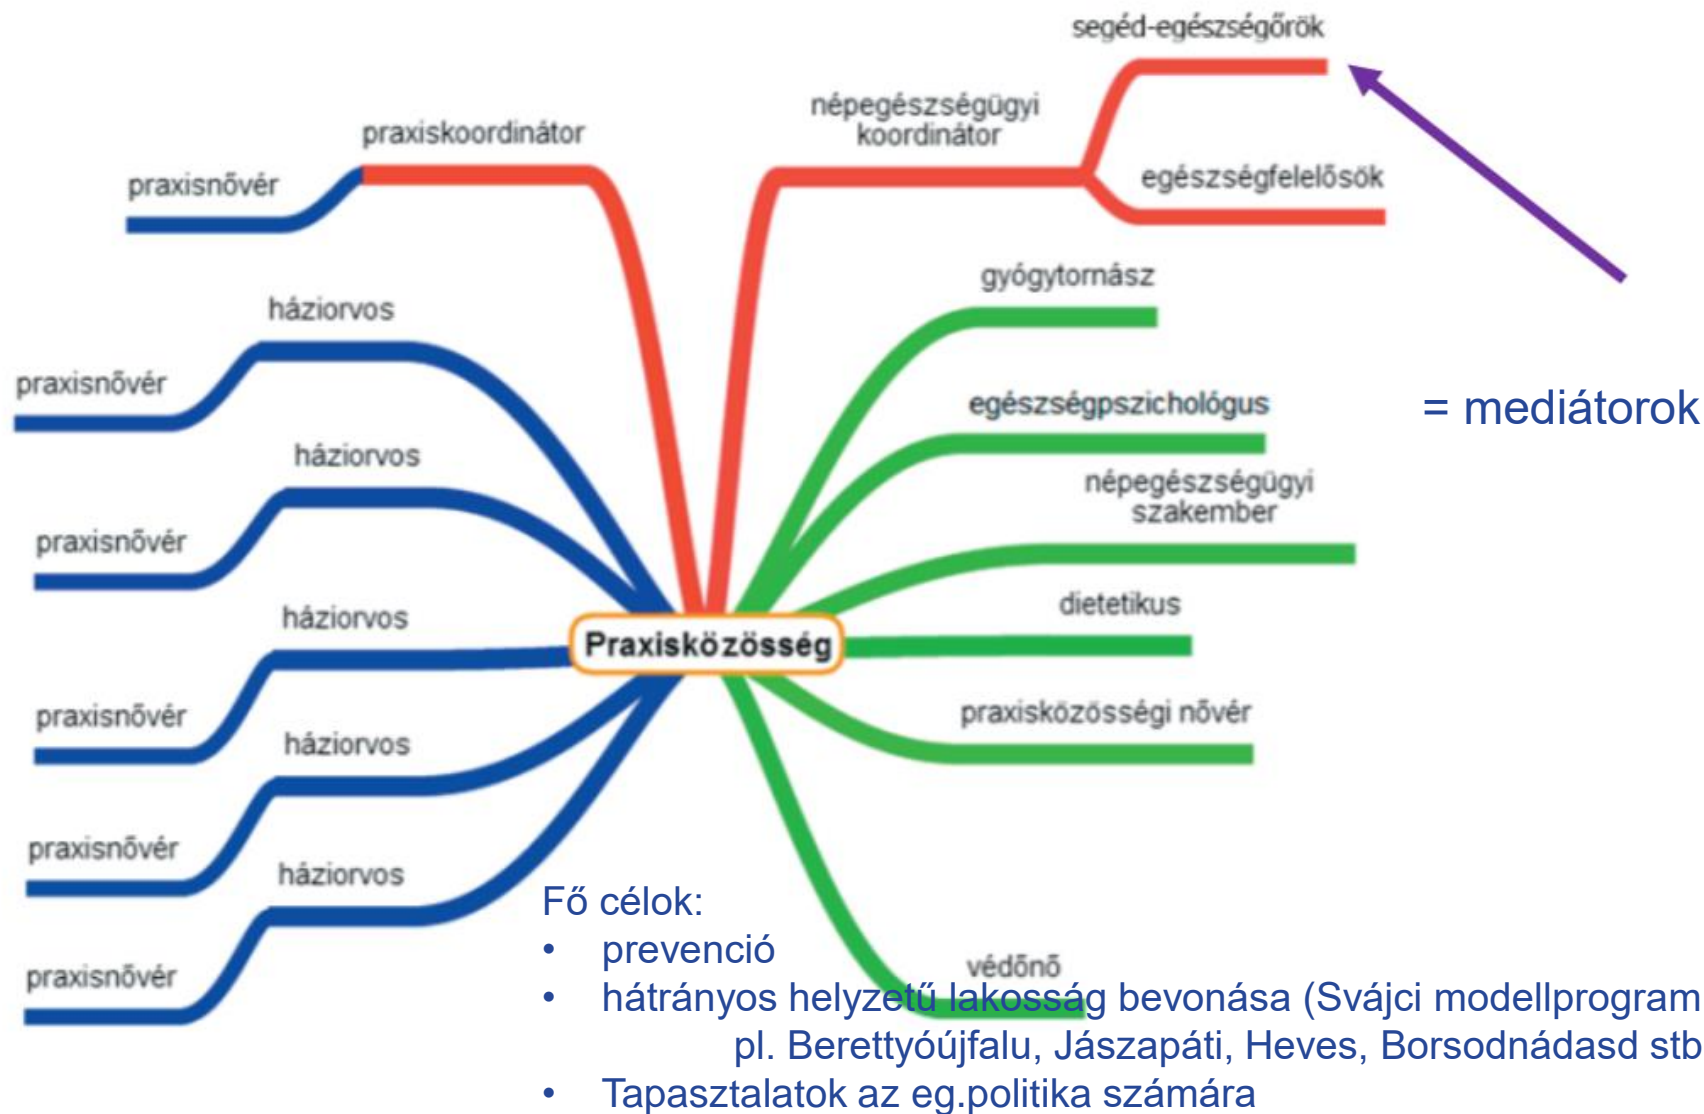 segéd-egészségőrök
népegészségügyi
koordinátor
egészségfelelősök
praxiskoordinátor
praxisnővér
háziorvos
praxisnővér
háziorvos
praxisnővér
háziorvos
praxisnővér
háziorvos
praxisnővér
háziorvos
praxisnővér
Praxisközösség
gyógytornász
egészségpszichológus
= mediátorok
népegészségügyi
szakember
dietetikus
praxisközösségi nővér
védőnő
Fő célok:
• prevenció
• hátrányos helyzetű lakosság bevonása (Svájci modellprogram
pl. Berettyóújfalu, Jászapáti, Heves, Borsodnádasd stb
• Tapasztalatok az eg.politika számára